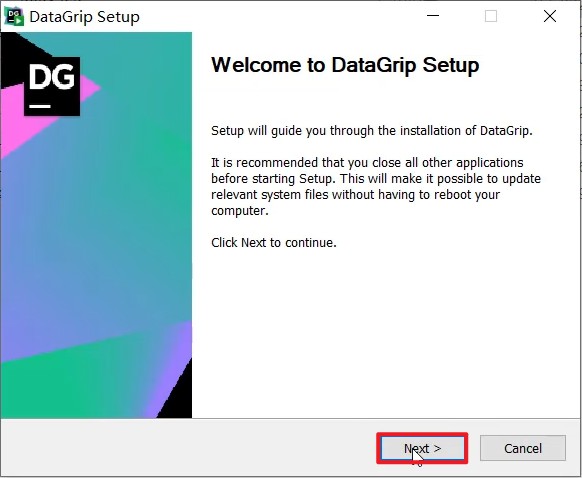 DG DataGrip Setup
DG
Welcome to DataGrip Setup
Setup will guide you through the installation of DataGrip.
It is recommended that you close all other applications
before starting Setup. This will make it possible to update
relevant system files without having to reboot your
computer.
Click Next to continue.
Next >
Cancel